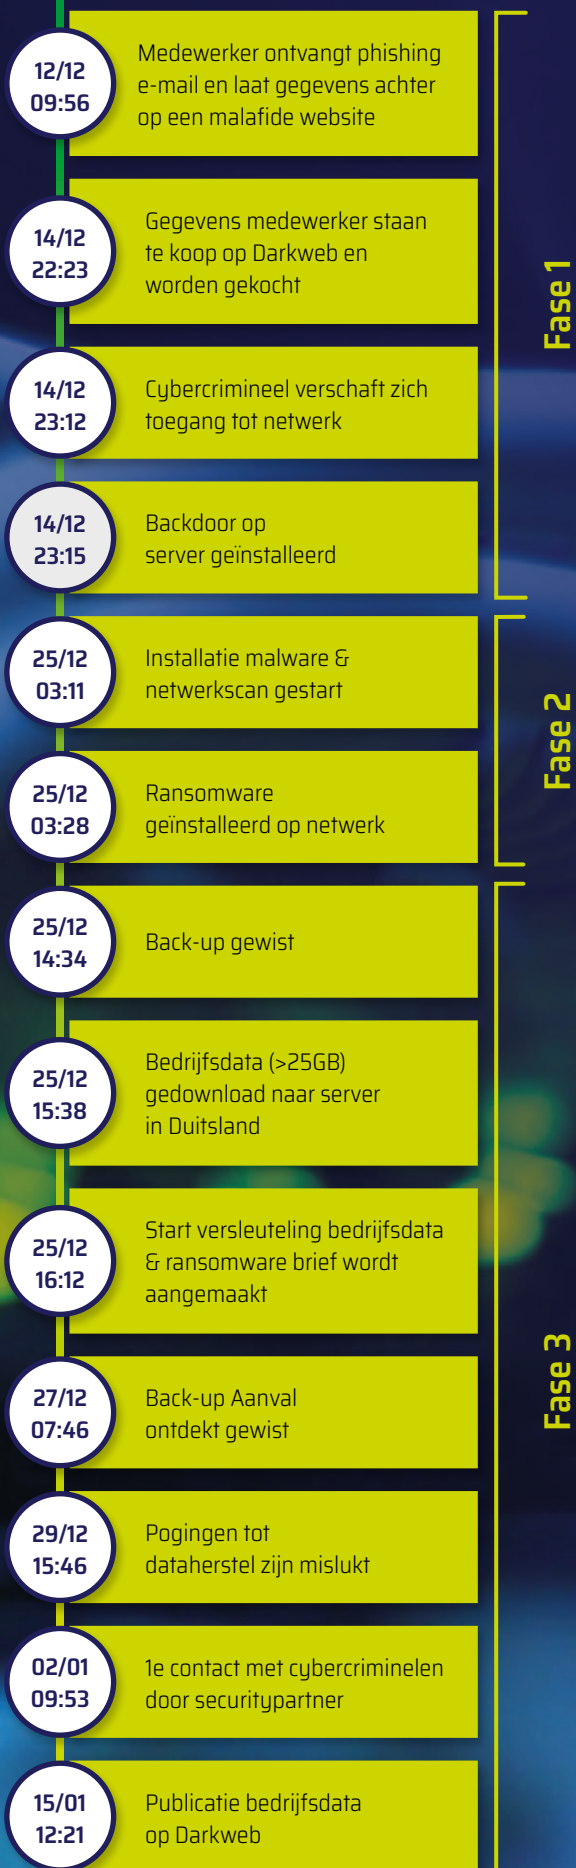 12/12
09:56
Medewerker ontvangt phishing
e-mail en laat gegevens achter
op een malafide website
14/12
22:23
Gegevens medewerker staan
te koop op Darkweb en
worden gekocht
14/12
23:12
Cybercrimineel verschaft zich
toegang tot netwerk
14/12
23:15
Backdoor op
server geïnstalleerd
Fase 1
25/12
03:11
Installatie malware &
netwerkscan gestart
25/12
03:28
Ransomware
geïnstalleerd op netwerk
Fase 2
25/12
14:34
Back-up gewist
25/12
15:38
Bedrijfsdata (>25GB)
gedownload naar server
in Duitsland
25/12
16:12
Start versleuteling bedrijfsdata
& ransomware brief wordt
aangemaakt
27/12
07:46
Back-up Aanval
ontdekt gewist
29/12
15:46
Pogingen tot
dataherstel zijn mislukt
02/01
09:53
1e contact met cybercriminelen
door securitypartner
15/01
12:21
Publicatie bedrijfsdata
op Darkweb
Fase 3